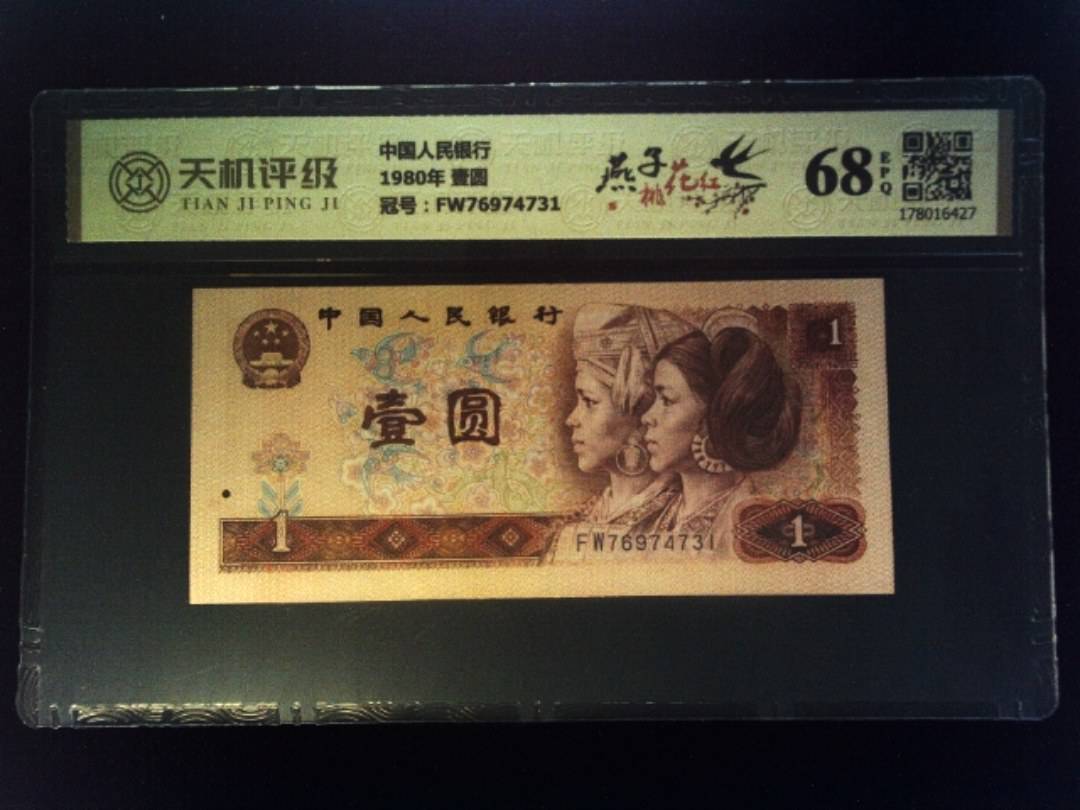 天机评级
TIAN JI PING JI
中国人民银行
1980年 壹圆
冠号：FW76974731
燕子
桃花红
68
EPQ
178016427
中国人民银行
1
壹圆
1
FW76974731
1